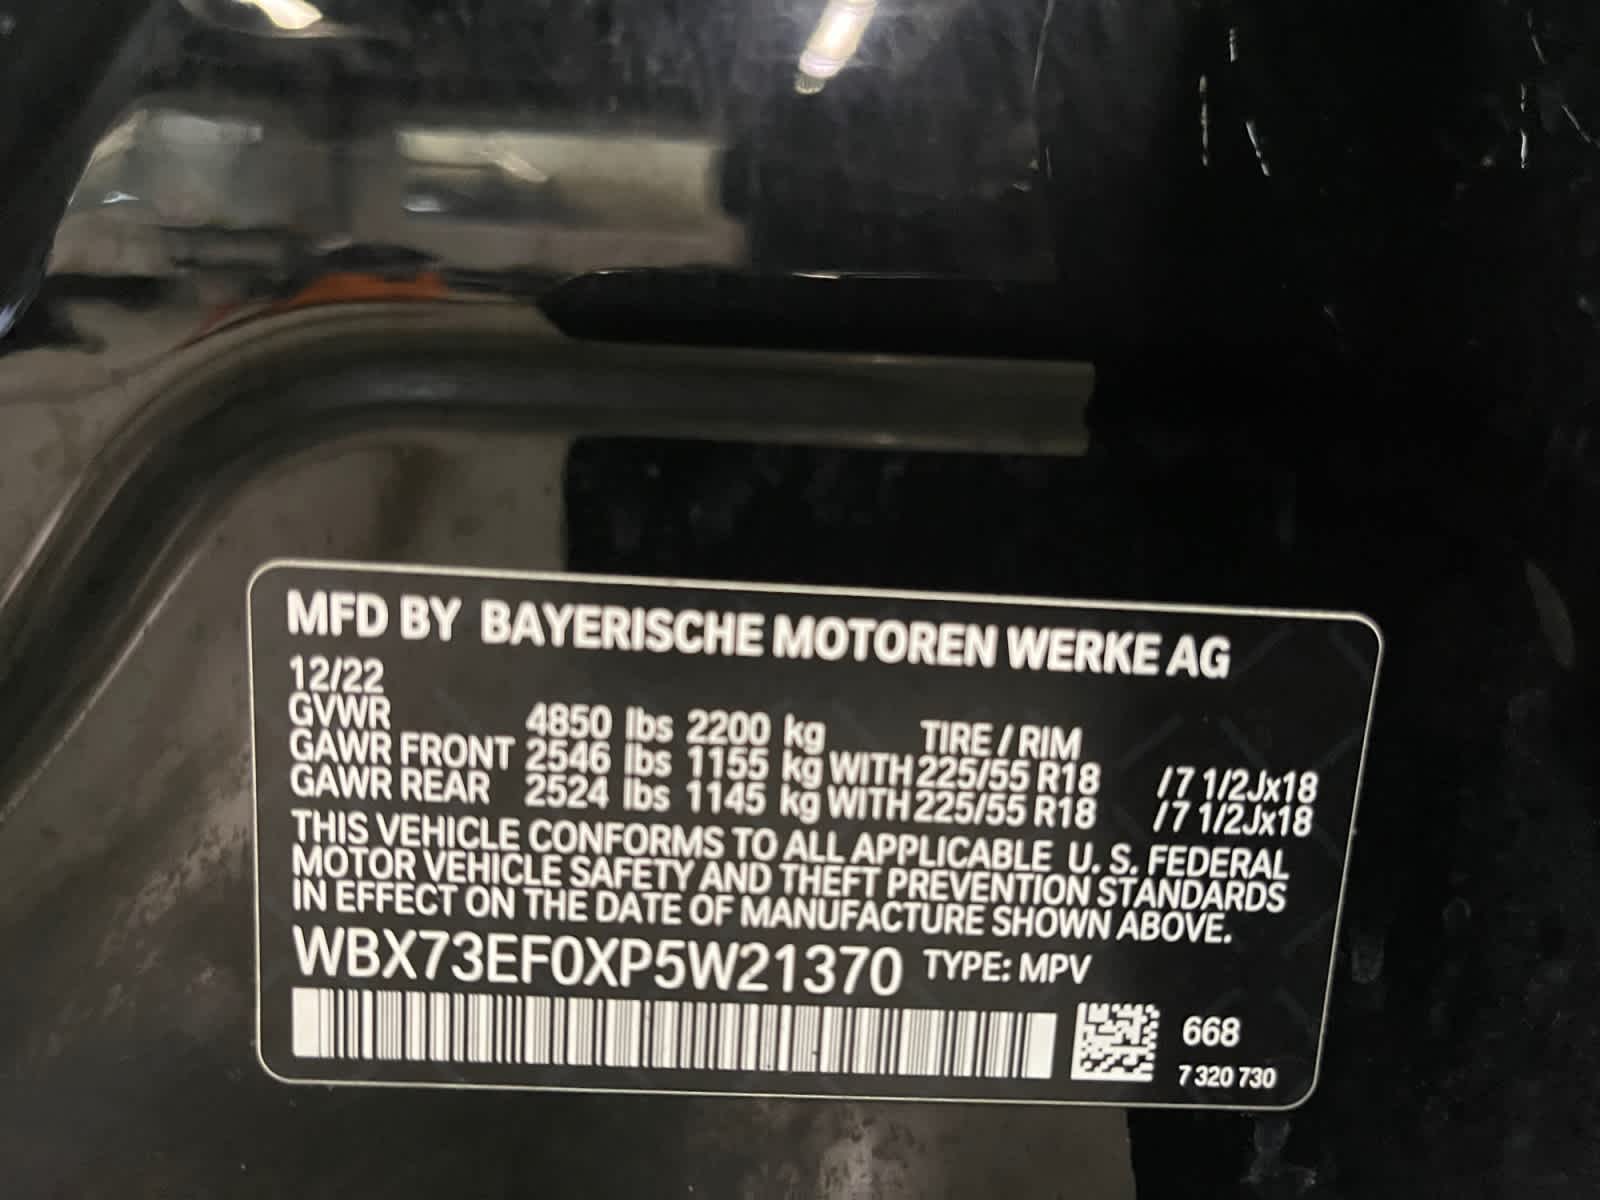 MFD BY BAYERISCHE MOTOREN WERKE AG
12/22
GVWR 4850 lbs 2200 kg TIRE / RIM
GAWR FRONT 2546 lbs 1155 kg WITH 225/55 R18 / 7 1/2Jx18
GAWR REAR 2524 lbs 1145 kg WITH 225/55 R18 / 7 1/2Jx18
THIS VEHICLE CONFORMS TO ALL APPLICABLE U. S. FEDERAL
MOTOR VEHICLE SAFETY AND THEFT PREVENTION STANDARDS
IN EFFECT ON THE DATE OF MANUFACTURE SHOWN ABOVE.
WBX73EF0XP5W21370 TYPE: MPV
668
7 320 730